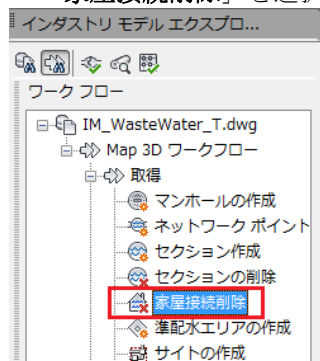 家屋接続削除」を選択
インダストリ モデル エクスプロ...
ワーク フロー
IM_WasteWater_T.dwg
Map 3D ワークフロー
取得
マンホールの作成
ネットワーク ポイント
セクション作成
セクションの削除
家屋接続削除
準配水エリアの作成
サイトの作成